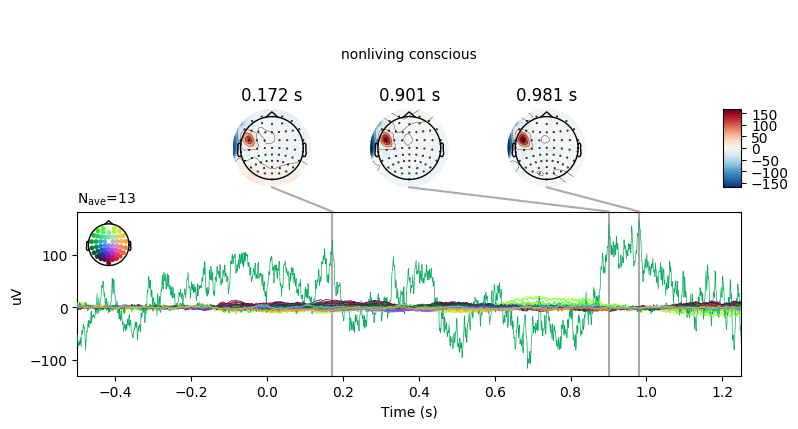 nonliving conscious
0.172 s 0.901 s 0.981 s
150
100
50
0
−50
−100
−150
Nave=13
uV
100
0
−100
−0.4 −0.2 0.0 0.2 0.4 0.6 0.8 1.0 1.2
Time (s)